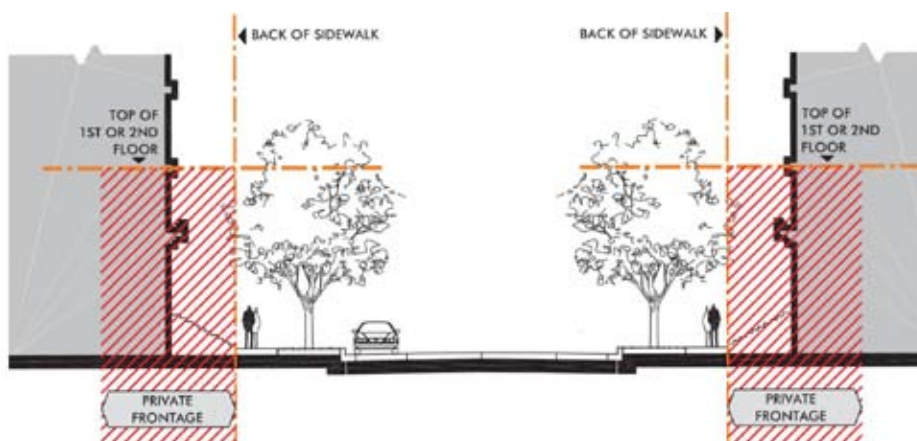 BACK OF SIDEWALK
BACK OF SIDEWALK
TOP OF
1ST OR 2ND
FLOOR
TOP OF
1ST OR 2ND
FLOOR
PRIVATE
FRONTAGE
PRIVATE
FRONTAGE